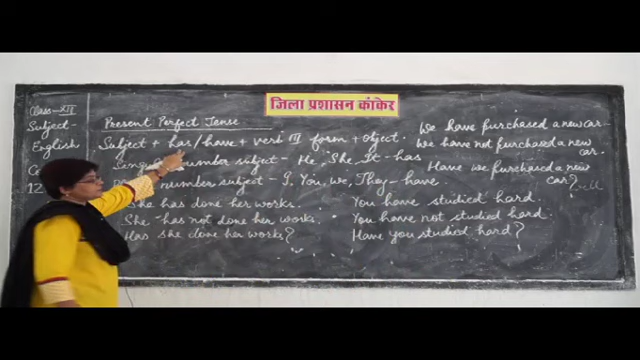 जिला प्रशासन कांकेर
Class - XII
Subject -
English
12
Present Perfect Tense
Subject + has/have + verb III form + object.
number subject - He, She, It - has
number subject - I, You, we, They - have.
She has done her works.
She has not done her works.
Has she done her works?
We have purchased a new car.
We have not purchased a new car.
Have we purchased a new car?
You have studied hard.
You have not studied hard.
Have you studied hard?